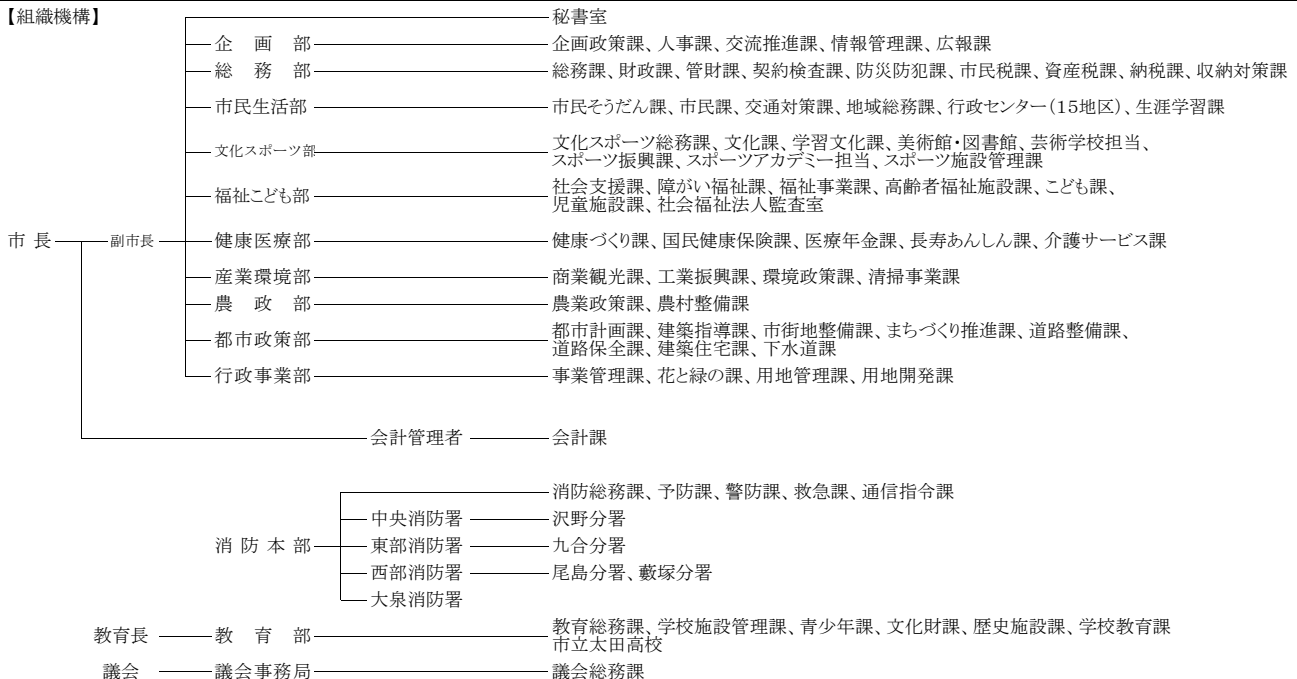 【組織機構】
秘書室
企画部 企画政策課、人事課、交流推進課、情報管理課、広報課
総務部 総務課、財政課、管財課、契約検査課、防災防犯課、市民税課、資産税課、納税課、収納対策課
市民生活部 市民そうだん課、市民課、交通対策課、地域総務課、行政センター(15地区)、生涯学習課
文化スポーツ部 文化スポーツ総務課、文化課、学習文化課、美術館・図書館、芸術学校担当、
スポーツ振興課、スポーツアカデミー担当、スポーツ施設管理課
福祉こども部 社会支援課、障がい福祉課、福祉事業課、高齢者福祉施設課、こども課、
児童施設課、社会福祉法人監査室
市長 副市長 健康医療部 健康づくり課、国民健康保険課、医療年金課、長寿あんしん課、介護サービス課
産業環境部 商業観光課、工業振興課、環境政策課、清掃事業課
農政部 農業政策課、農村整備課
都市政策部 都市計画課、建築指導課、市街地整備課、まちづくり推進課、道路整備課、
道路保全課、建築住宅課、下水道課
行政事業部 事業管理課、花と緑の課、用地管理課、用地開発課
会計管理者 会計課
消防総務課、予防課、警防課、救急課、通信指令課
中央消防署 沢野分署
消防本部 東部消防署 九合分署
西部消防署 尾島分署、藪塚分署
大泉消防署
教育長 教育部 教育総務課、学校施設管理課、青少年課、文化財課、歴史施設課、学校教育課
市立太田高校
議会 議会事務局 議会総務課